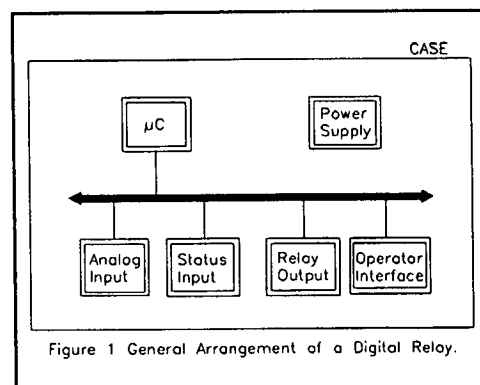 CASE
µC
Power
Supply
Analog
Input
Status
Input
Relay
Output
Operator
Interface
Figure 1 General Arrangement of a Digital Relay.